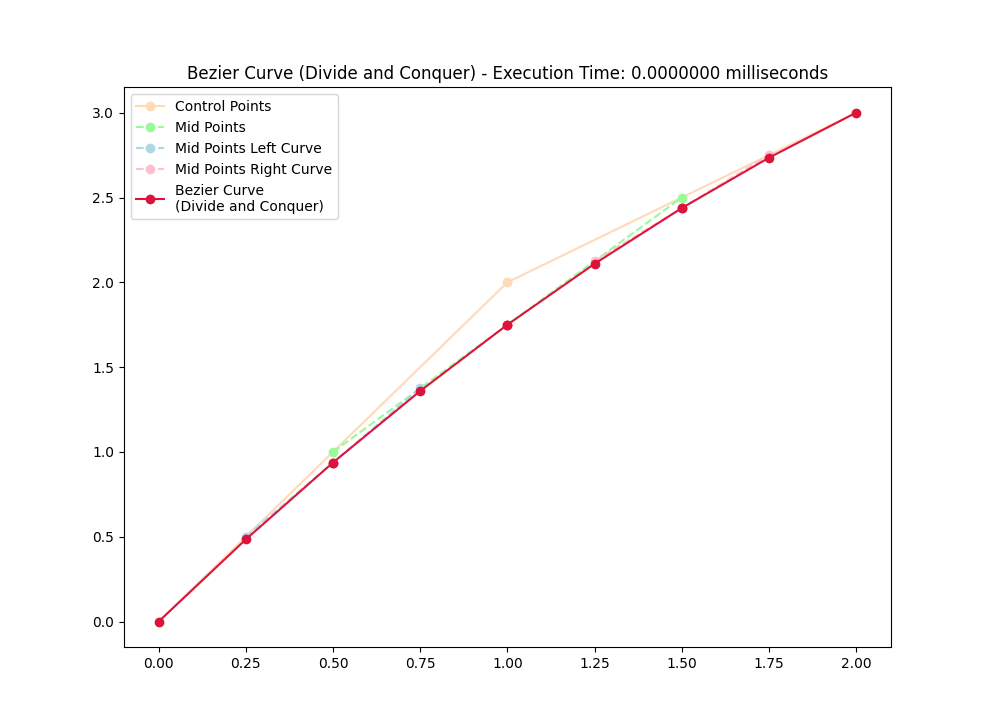 Bezier Curve (Divide and Conquer) - Execution Time: 0.0000000 milliseconds
Control Points
Mid Points
Mid Points Left Curve
Mid Points Right Curve
Bezier Curve
(Divide and Conquer)
3.0
2.5
2.0
1.5
1.0
0.5
0.0
0.00 0.25 0.50 0.75 1.00 1.25 1.50 1.75 2.00